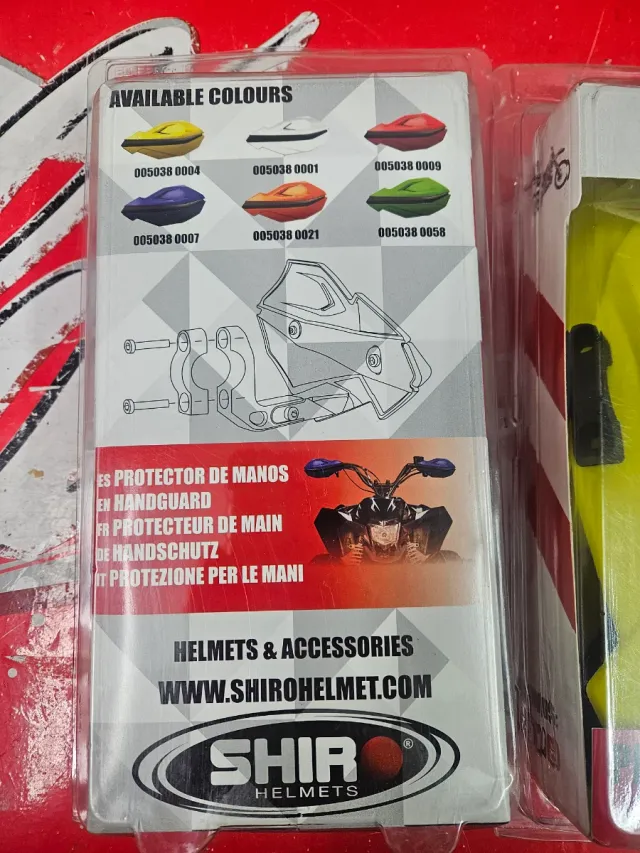 AVAILABLE COLOURS
005038 0004 005038 0001 005038 0009
005038 0007 005038 0021 005038 0058
ES PROTECTOR DE MANOS
EN HANDGUARD
FR PROTECTEUR DE MAIN
DE HANDSCHUTZ
IT PROTEZIONE PER LE MANI
HELMETS & ACCESSORIES
WWW.SHIROHELMET.COM
SHIRO®
HELMETS